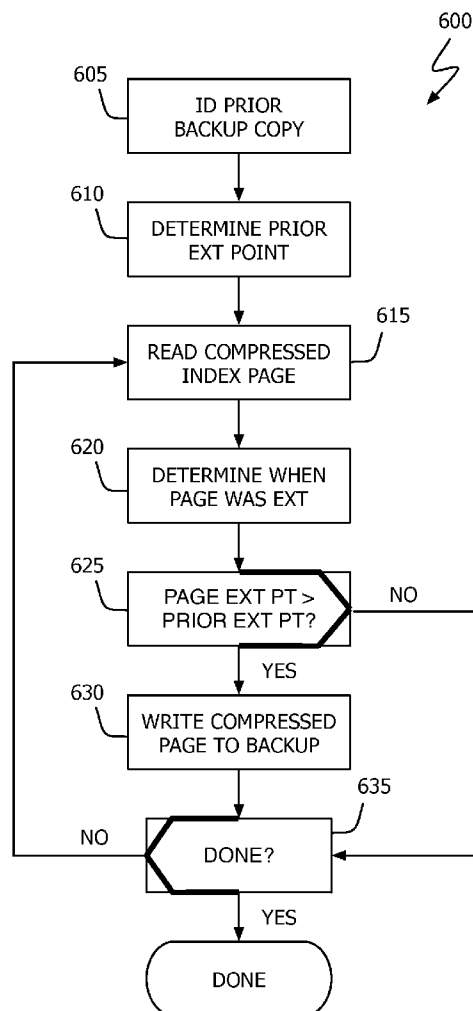 600
605
ID PRIOR
BACKUP COPY
610
DETERMINE PRIOR
EXT POINT
615
READ COMPRESSED
INDEX PAGE
620
DETERMINE WHEN
PAGE WAS EXT
625
PAGE EXT PT >
PRIOR EXT PT?
NO
YES
630
WRITE COMPRESSED
PAGE TO BACKUP
635
NO
DONE?
YES
DONE